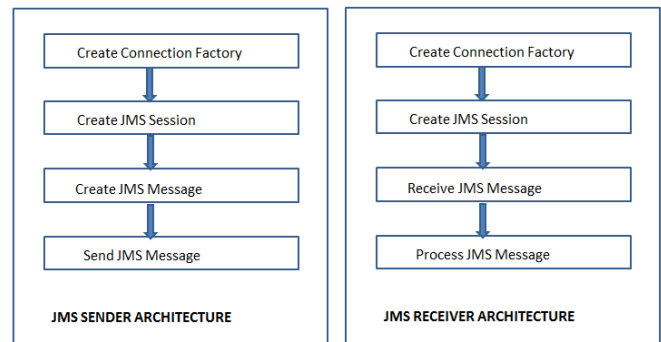 Create Connection Factory
Create JMS Session
Create JMS Message
Send JMS Message
JMS SENDER ARCHITECTURE
Create Connection Factory
Create JMS Session
Receive JMS Message
Process JMS Message
JMS RECEIVER ARCHITECTURE